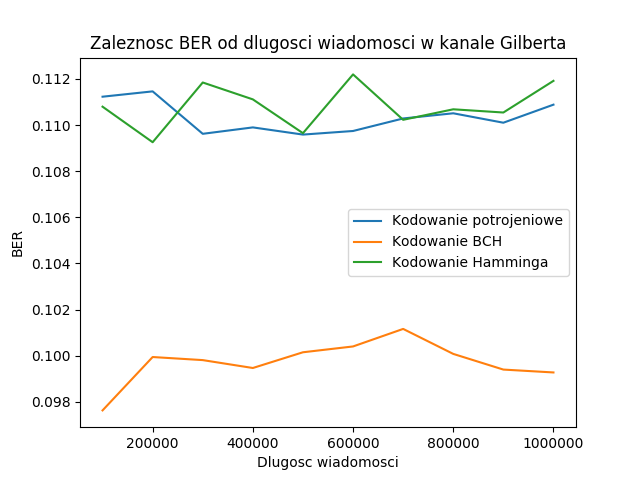 Zaleznosc BER od dlugosci wiadomosci w kanale Gilberta
0.112
0.110
0.108
0.106
0.104
0.102
0.100
0.098
BER
Kodowanie potrojeniowe
Kodowanie BCH
Kodowanie Hamminga
200000 400000 600000 800000 1000000
Dlugosc wiadomosci